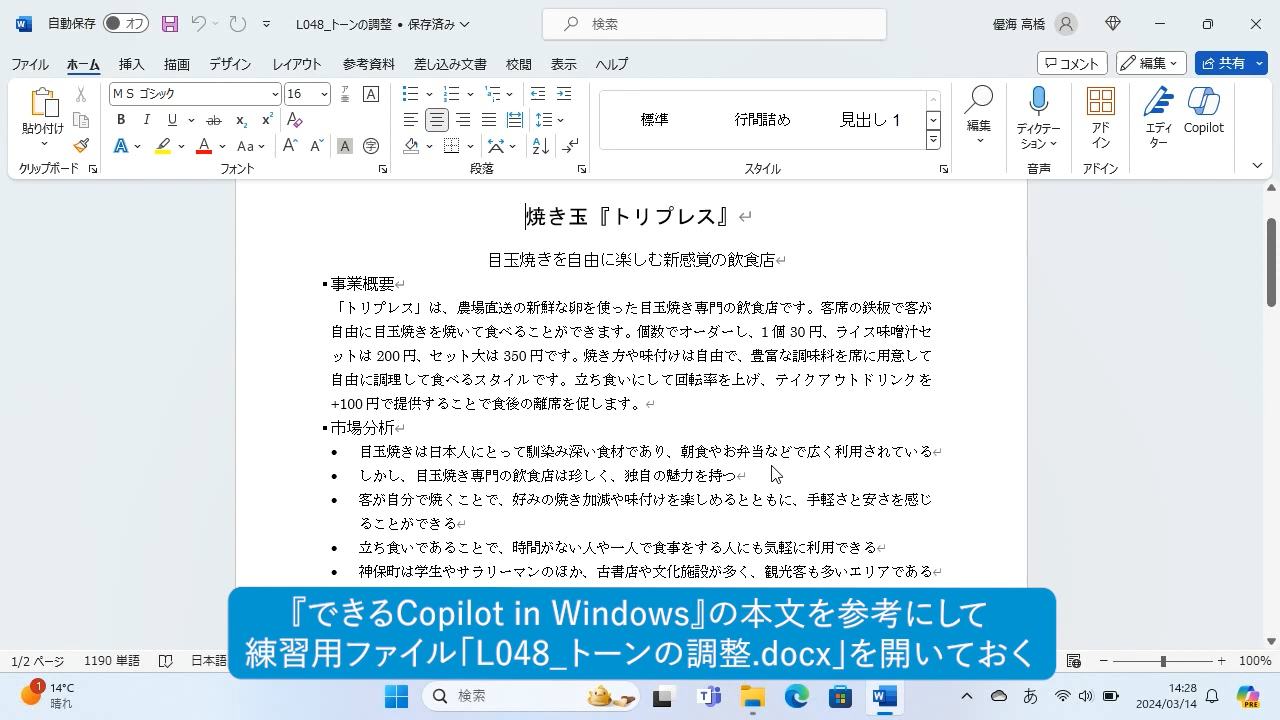 自動保存 オフ L048_トーンの調整 • 保存済み 検索 優海 高橋
ファイル ホーム 挿入 描画 デザイン レイアウト 参考資料 差し込み文書 校閲 表示 ヘルプ コメント 編集 共有
貼り付け
クリップボード
ＭＳ ゴシック 16
フォント
段落
標準 行間詰め 見出し 1
スタイル
編集
ディクテーション
音声
アドイン
アドイン
エディター
Copilot
焼き玉『トリプレス』
目玉焼きを自由に楽しむ新感覚の飲食店
▪事業概要
「トリプレス」は、農場直送の新鮮な卵を使った目玉焼き専門の飲食店です。客席の鉄板で客が
自由に目玉焼きを焼いて食べることができます。個数でオーダーし、1 個 30 円、ライス味噌汁セ
ットは 200 円、セット大は 350 円です。焼き方や味付けは自由で、豊富な調味料を席に用意して
自由に調理して食べるスタイルです。立ち食いにして回転率を上げ、テイクアウトドリンクを
+100 円で提供することで食後の離席を促します。
▪市場分析
● 目玉焼きは日本人にとって馴染み深い食材であり、朝食やお弁当などで広く利用されている
● しかし、目玉焼き専門の飲食店は珍しく、独自の魅力を持つ
● 客が自分で焼くことで、好みの焼き加減や味付けを楽しめるとともに、手軽さと安さを感じ
ることができる
● 立ち食いであることで、時間がない人や一人で食事をする人にも気軽に利用できる
● 神保町は学生やサラリーマンのほか、古書店や文化施設が多く、観光客も多いエリアである
『できるCopilot in Windows』の本文を参考にして
練習用ファイル「L048_トーンの調整.docx」を開いておく
1/2 ページ 1190 単語 日本語 100%
1 14°C
晴れ
検索
あ
14:28
2024/03/14
PRE